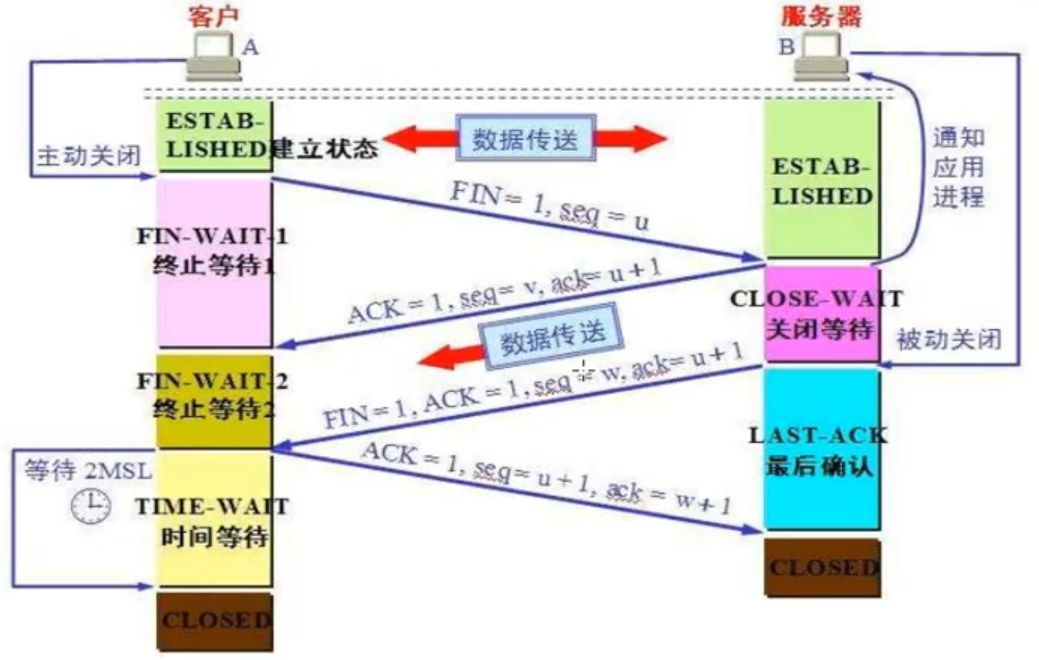 客户
服务器
A
B
ESTAB-
LISHED建立状态
数据传送
主动关闭
ESTAB-
LISHED
通知
应用
进程
FIN = 1, seq = u
FIN-WAIT-1
终止等待1
ACK = 1, seq= v, ack= u + 1
CLOSE-WAIT
关闭等待
数据传送
被动关闭
FIN-WAIT-2
终止等待2
FIN = 1, ACK = 1, seq = w, ack= u + 1
LAST-ACK
最后确认
ACK = 1, seq= u + 1, ack = w + 1
等待 2MSL
TIME-WAIT
时间等待
CLOSED
CLOSED